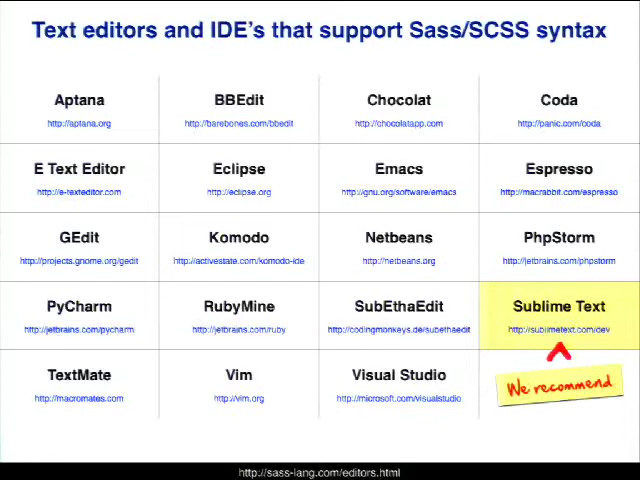 Text editors and IDE's that support Sass/SCSS syntax
Aptana
http://aptana.org
BBEdit
http://barebones.com/bbedit
Chocolat
http://chocolatapp.com
Coda
http://panic.com/coda
E Text Editor
http://e-texteditor.com
Eclipse
http://eclipse.org
Emacs
http://gnu.org/software/emacs
Espresso
http://macrabbit.com/espresso
GEdit
http://projects.gnome.org/gedit
Komodo
http://activestate.com/komodo-ide
Netbeans
http://netbeans.org
PhpStorm
http://jetbrains.com/phpstorm
PyCharm
http://jetbrains.com/pycharm
RubyMine
http://jetbrains.com/ruby
SubEthaEdit
http://codingmonkeys.de/subethaedit
Sublime Text
http://sublimetext.com/dev
TextMate
http://macromates.com
Vim
http://vim.org
Visual Studio
http://microsoft.com/visualstudio
We recommend
http://sass-lang.com/editors.html